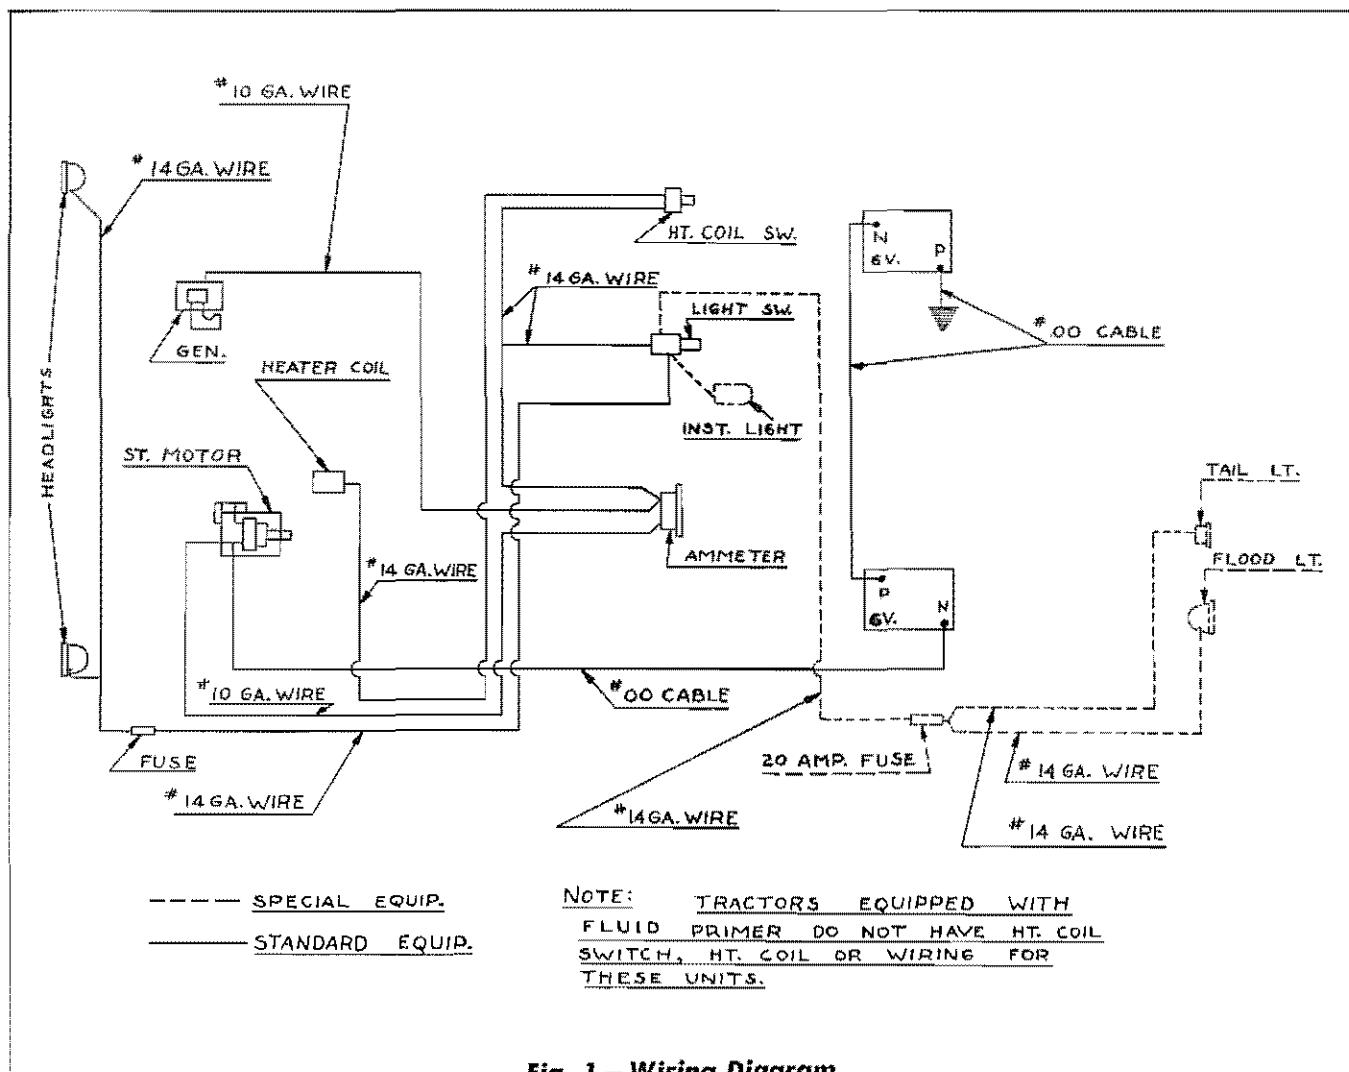 # 10 GA. WIRE
# 14 GA. WIRE
HT. COIL SW.
N
P
6V.
# 14 GA. WIRE
LIGHT SW.
# 00 CABLE
GEN.
HEATER COIL
HEADLIGHTS
INST. LIGHT
ST. MOTOR
TAIL LT.
AMMETER
FLOOD LT.
# 14 GA. WIRE
P
N
6V.
# 10 GA. WIRE
# 00 CABLE
FUSE
20 AMP. FUSE
# 14 GA. WIRE
# 14 GA. WIRE
# 14 GA. WIRE
# 14 GA. WIRE
SPECIAL EQUIP.
STANDARD EQUIP.
NOTE: TRACTORS EQUIPPED WITH
FLUID PRIMER DO NOT HAVE HT. COIL
SWITCH, HT. COIL OR WIRING FOR
THESE UNITS.
Fig. 1 — Wiring Diagram